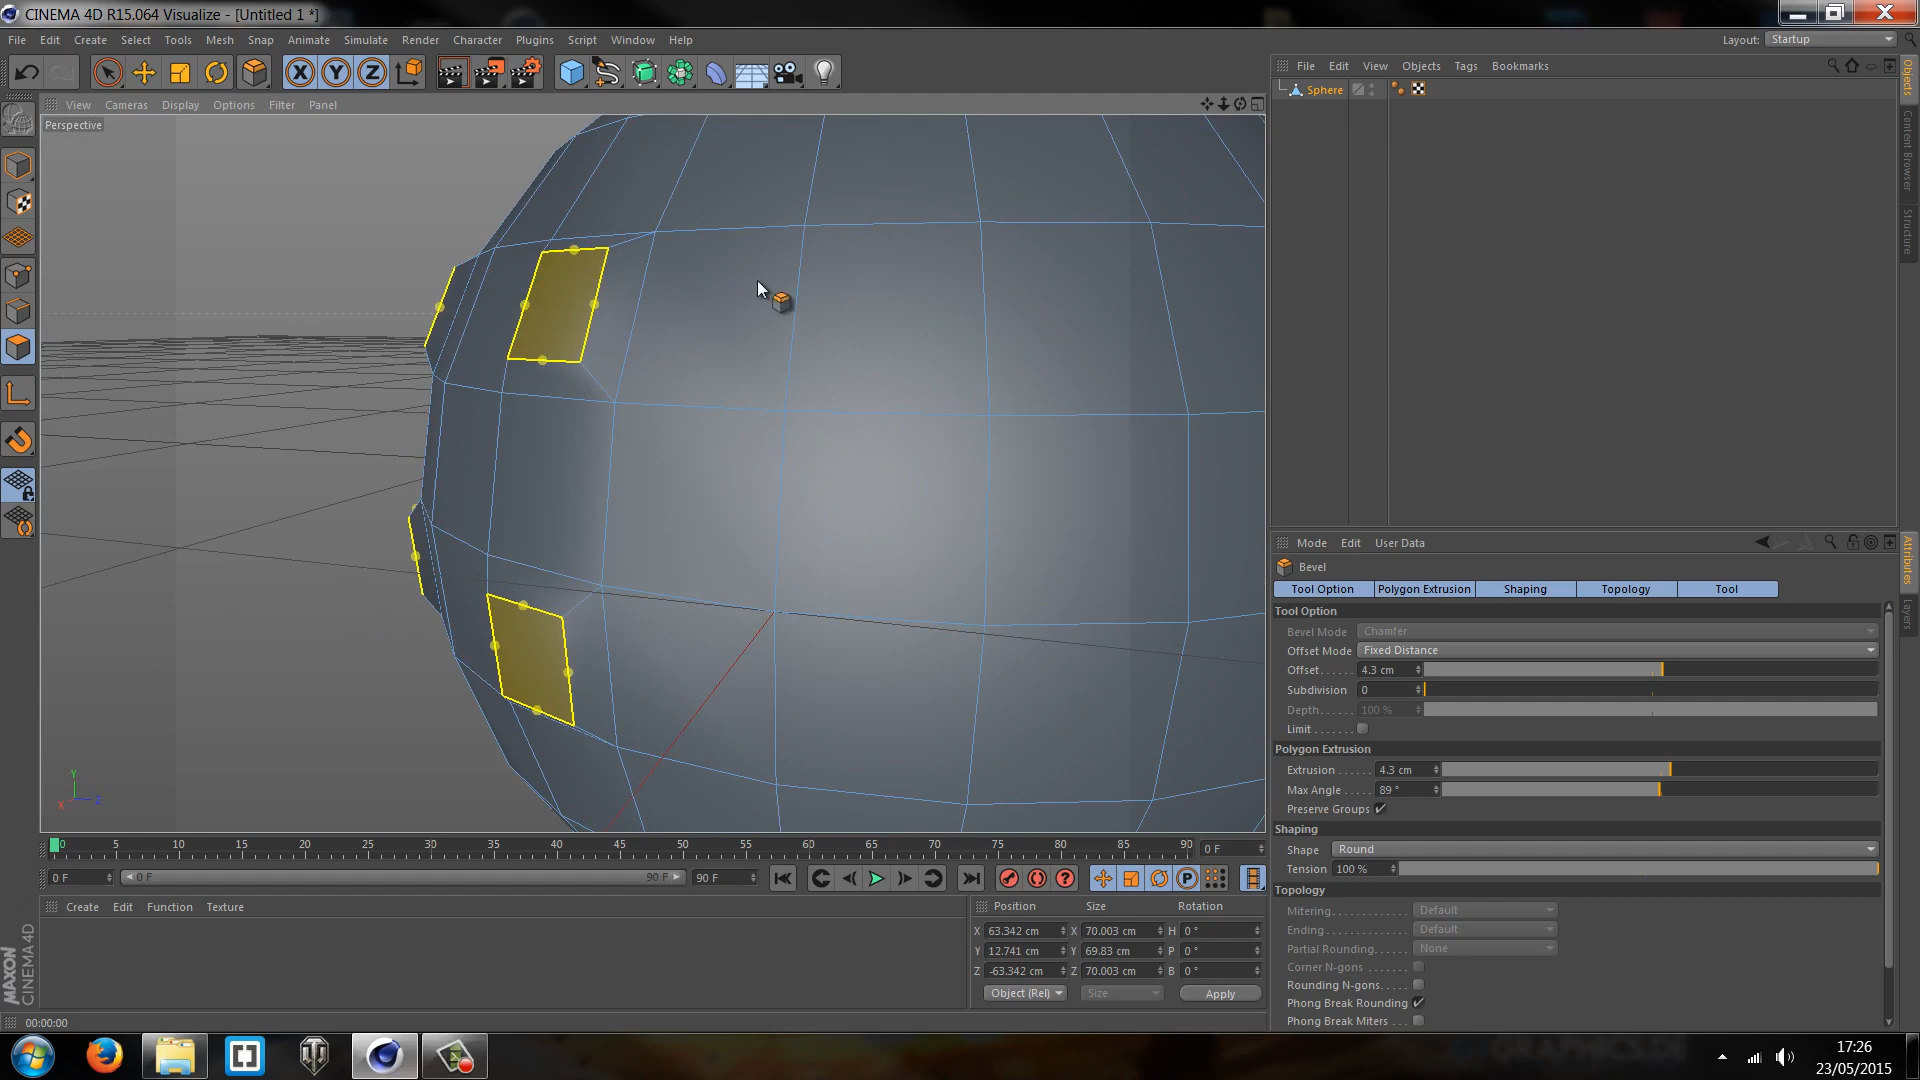 CINEMA 4D R15.064 Visualize - [Untitled 1 *]
File Edit Create Select Tools Mesh Snap Animate Simulate Render Character Plugins Script Window Help
Layout: Startup
View Cameras Display Options Filter Panel
Perspective
File Edit View Objects Tags Bookmarks
Sphere
Objects
Content Browser
Structure
Mode Edit User Data
Bevel
Tool Option Polygon Extrusion Shaping Topology Tool
Tool Option
Bevel Mode Chamfer
Offset Mode Fixed Distance
Offset...... 4.3 cm
Subdivision 0
Depth...... 100 %
Limit .......
Polygon Extrusion
Extrusion ...... 4.3 cm
Max Angle ..... 89 °
Preserve Groups
Shaping
Shape Round
Tension 100 %
Topology
Mitering............. Default
Ending............... Default
Partial Rounding..... None
Corner N-gons .......
Rounding N-gons.....
Phong Break Rounding
Phong Break Miters ...
Attributes
Layers
Y
X Z
0 5 10 15 20 25 30 35 40 45 50 55 60 65 70 75 80 85 90 0 F
0 F 0 F 90 F 90 F
P
Create Edit Function Texture
Position Size Rotation
X 63.342 cm X 70.003 cm H 0 °
Y 12.741 cm Y 69.83 cm P 0 °
Z -63.342 cm Z 70.003 cm B 0 °
Object (Rel) Size Apply
MAXON
CINEMA 4D
00:00:00
17:26
23/05/2015